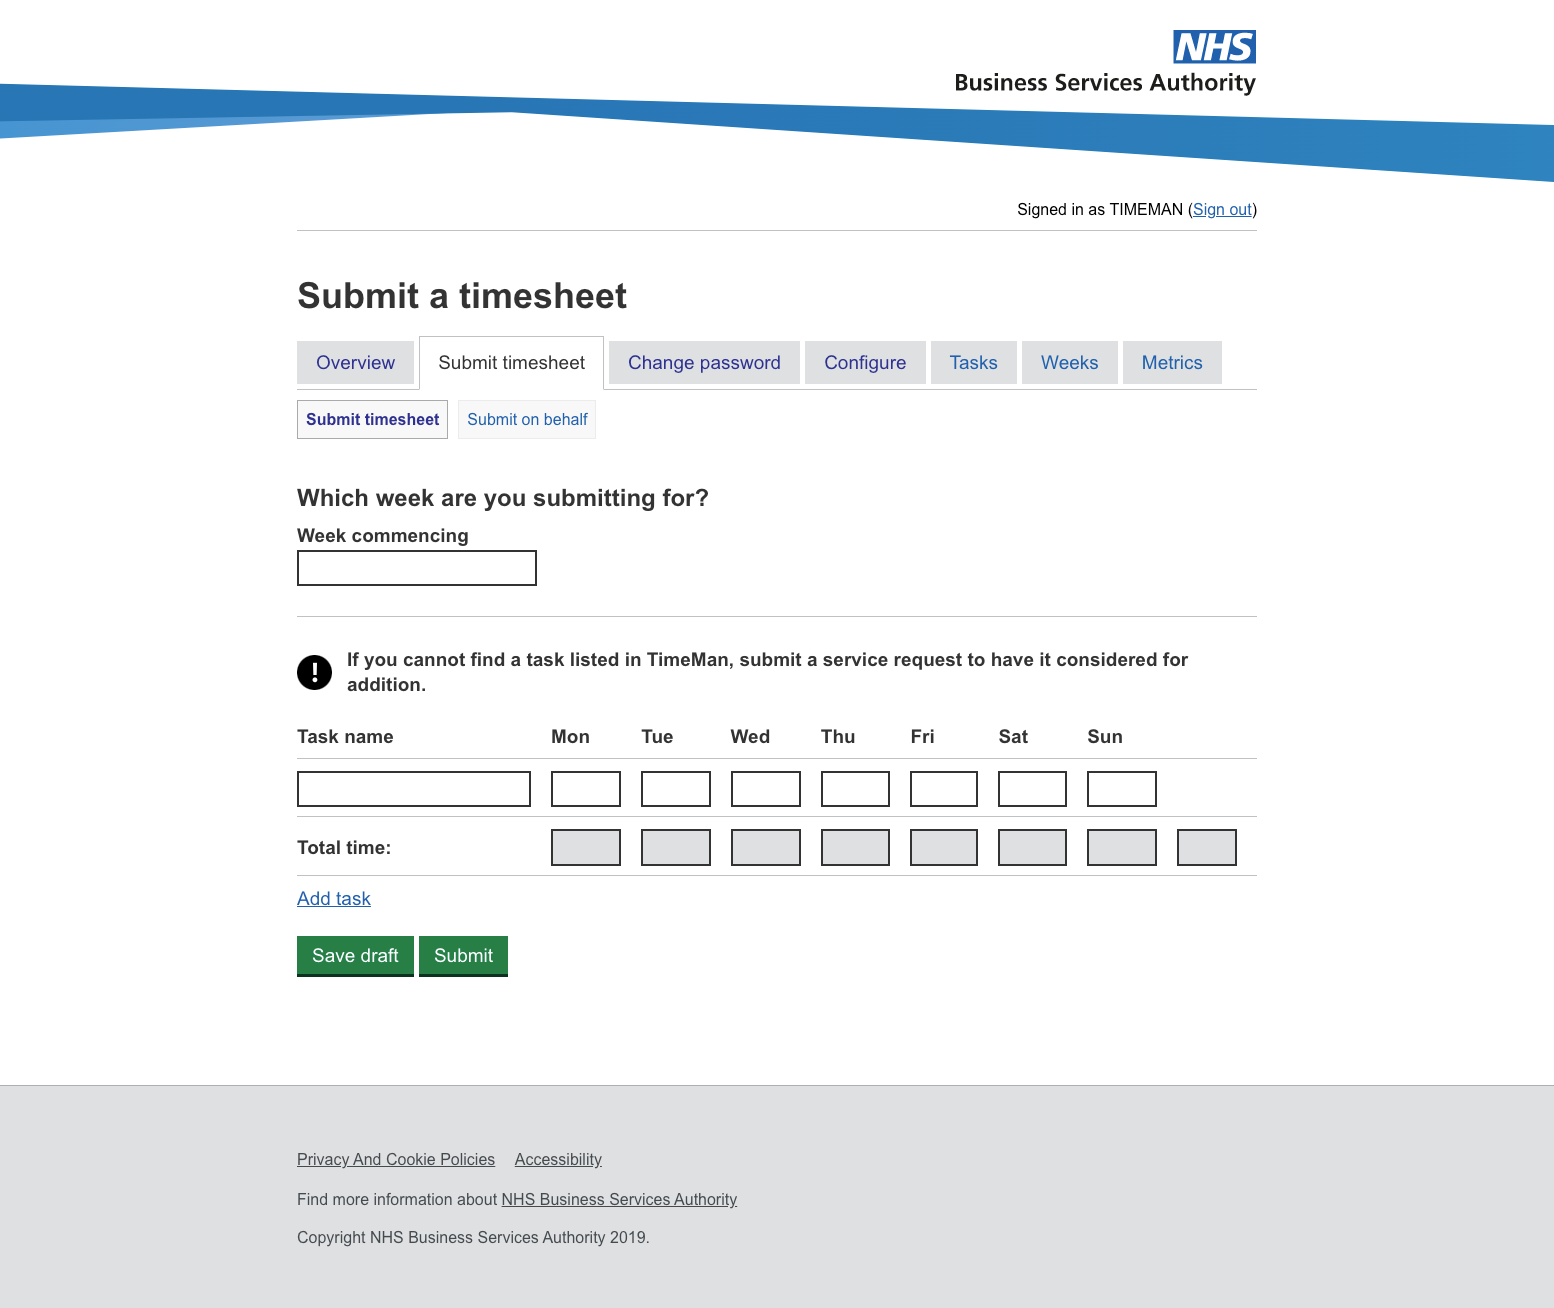 NHS
Business Services Authority
Signed in as TIMEMAN (Sign out)
Submit a timesheet
Overview Submit timesheet Change password Configure Tasks Weeks Metrics
Submit timesheet Submit on behalf
Which week are you submitting for?
Week commencing
! If you cannot find a task listed in TimeMan, submit a service request to have it considered for
addition.
Task name Mon Tue Wed Thu Fri Sat Sun
Total time:
Add task
Save draft Submit
Privacy And Cookie Policies Accessibility
Find more information about NHS Business Services Authority
Copyright NHS Business Services Authority 2019.